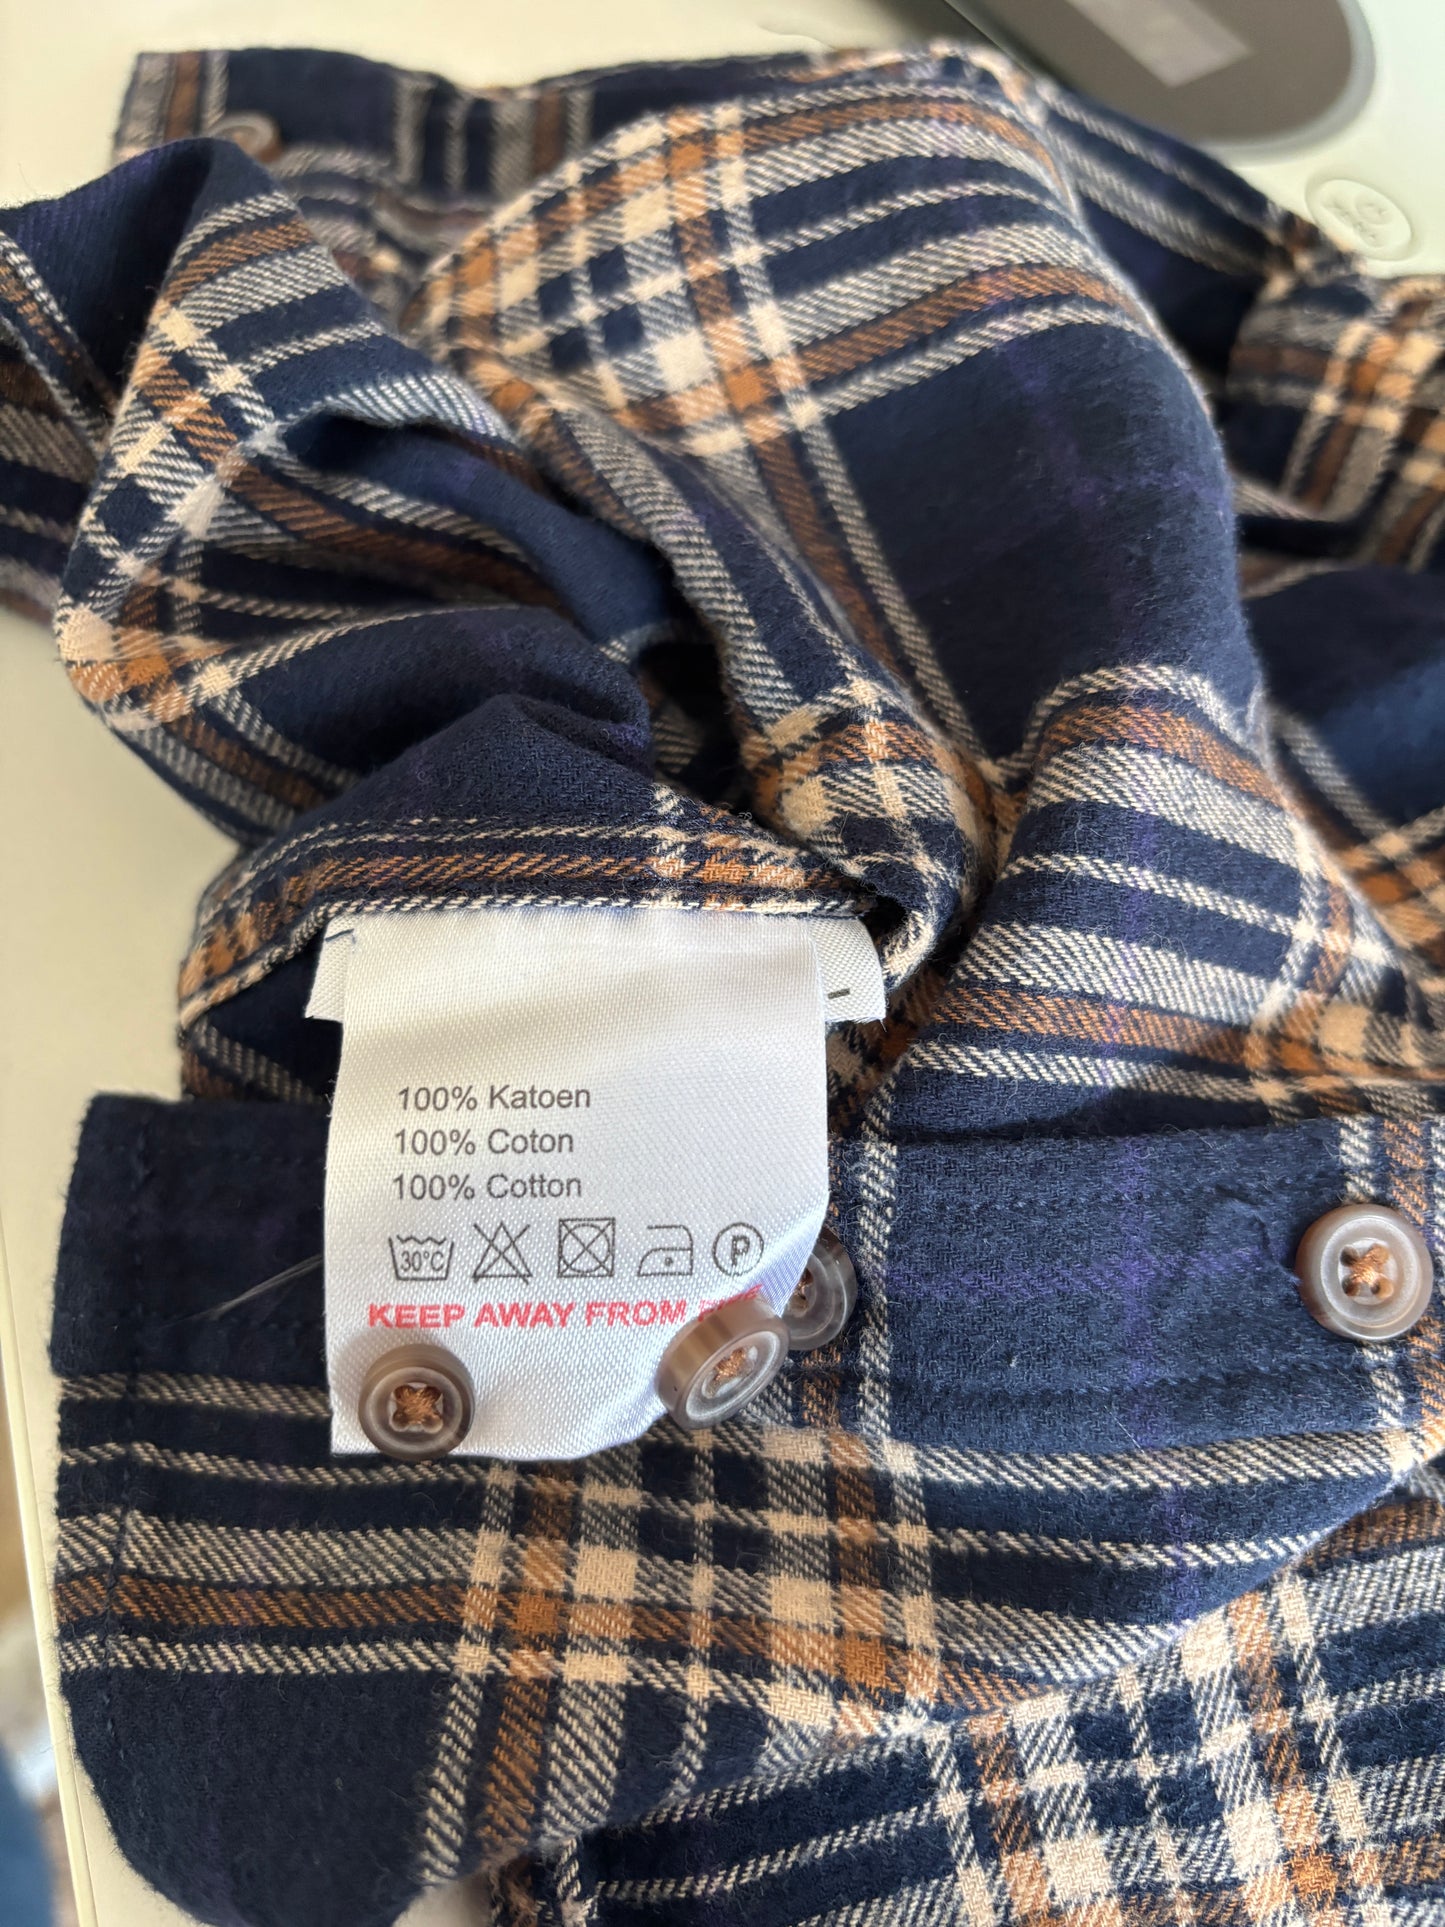 100% Katoen
100% Coton
100% Cotton
30°C P
KEEP AWAY FROM